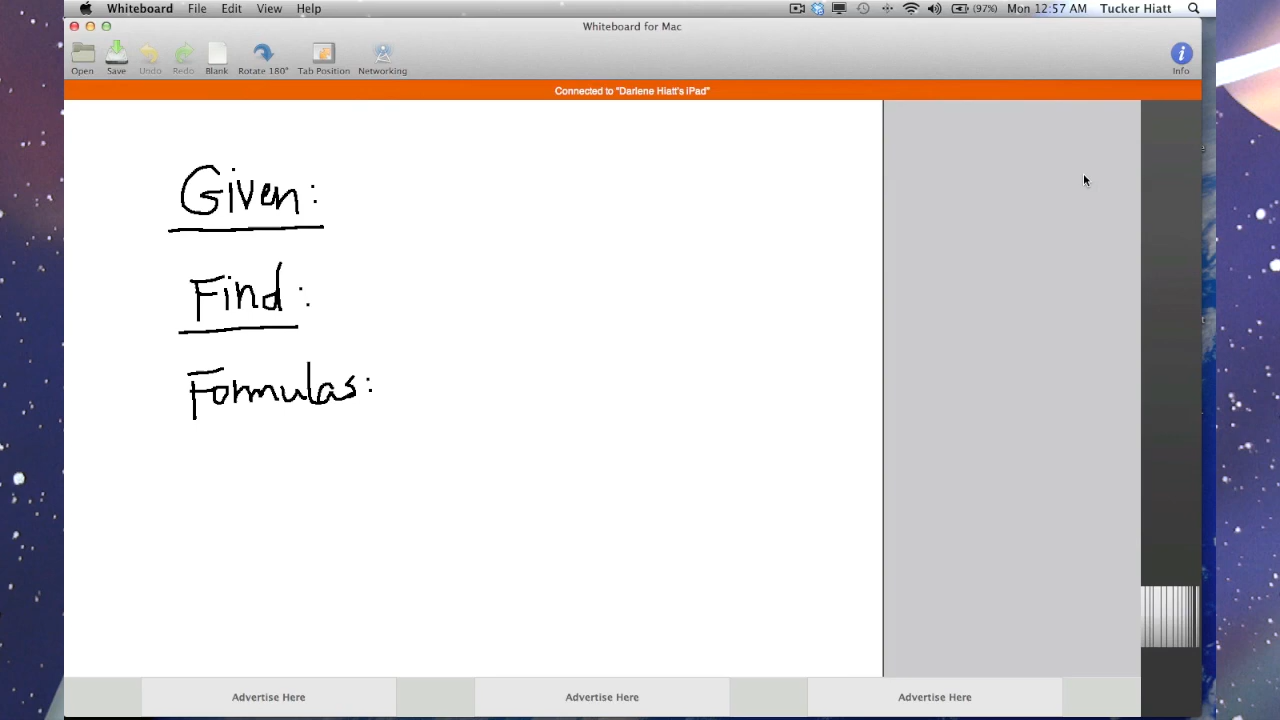 Whiteboard File Edit View Help (97%) Mon 12:57 AM Tucker Hiatt
Whiteboard for Mac
Open Save Undo Redo Blank Rotate 180° Tab Position Networking Info
Connected to "Darlene Hiatt's iPad"
Given:
Find:
Formulas:
Advertise Here Advertise Here Advertise Here